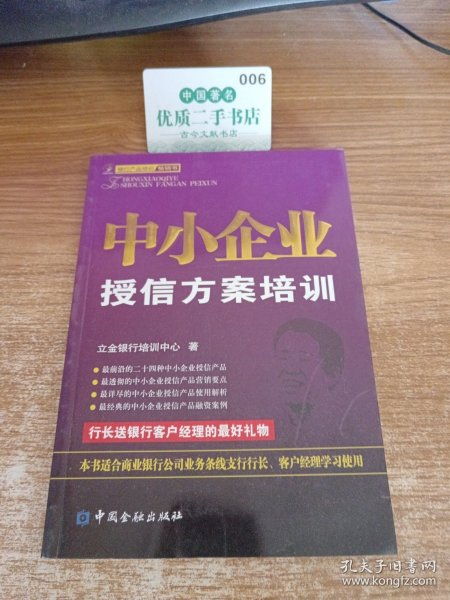 006
中国著名
优质二手书店
古今文献书店
ZHONGXIAOQIYE
SHOUXIN FANGAN PEIXUN
中小企业
授信方案培训
立金银行培训中心 著
最前沿的二十四种中小企业授信产品
最透彻的中小企业授信产品营销要点
最详尽的中小企业授信产品使用解析
最经典的中小企业授信产品融资案例
行长送银行客户经理的最好礼物
本书适合商业银行公司业务条线支行行长、客户经理学习使用
中国金融出版社
孔夫子旧书网
www.kongfz.com